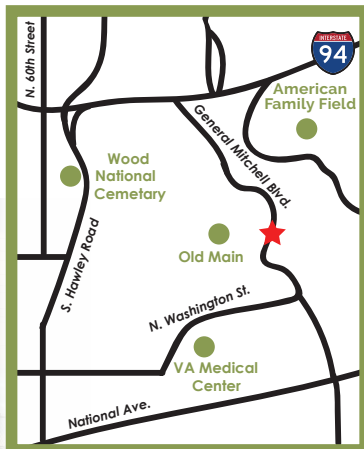 N. 60th Street
INTERSTATE
94
American
Family Field
General Mitchell Blvd.
Wood
National
Cemetary
S. Hawley Road
Old Main
N. Washington St.
VA Medical
Center
National Ave.